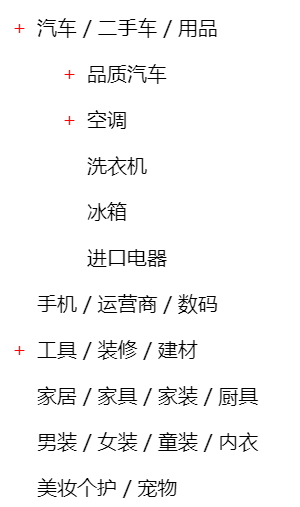 + 汽车 / 二手车 / 用品
+ 品质汽车
+ 空调
洗衣机
冰箱
进口电器
手机 / 运营商 / 数码
+ 工具 / 装修 / 建材
家居 / 家具 / 家装 / 厨具
男装 / 女装 / 童装 / 内衣
美妆个护 / 宠物